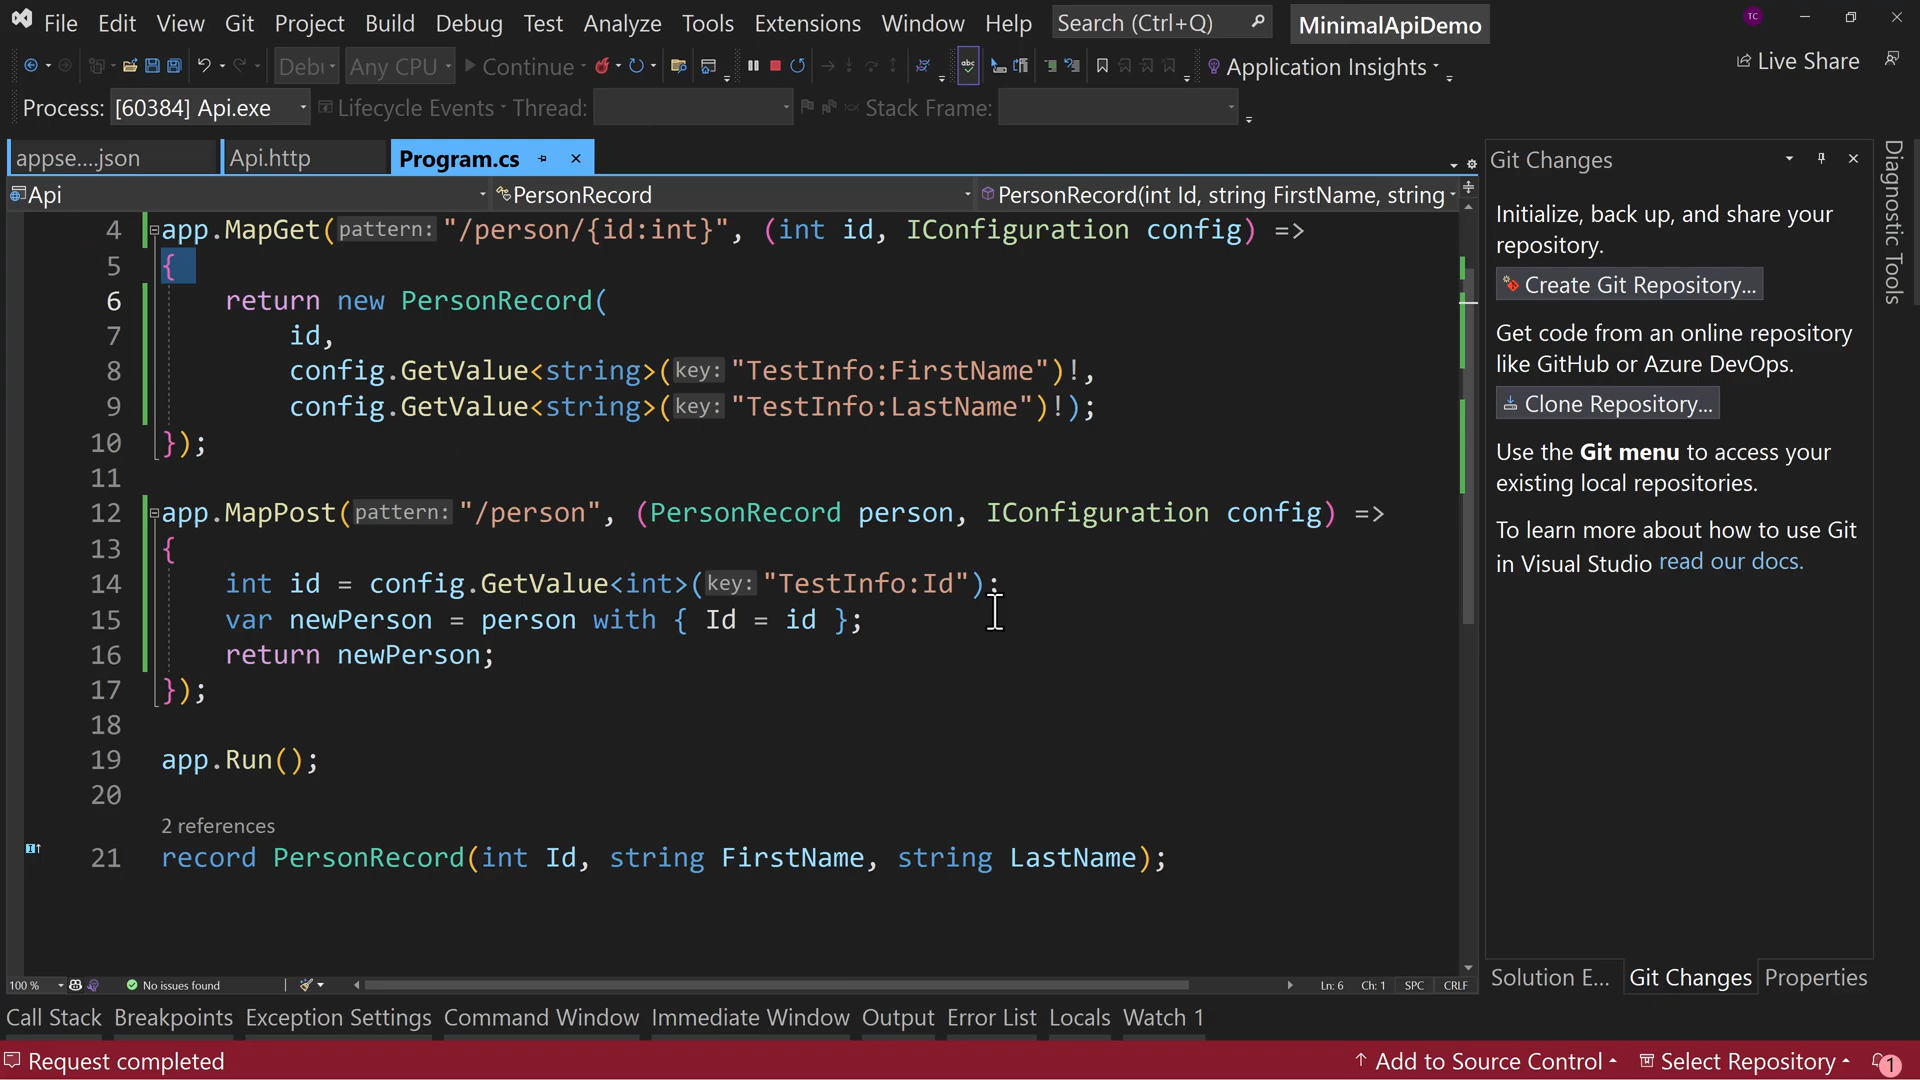 File Edit View Git Project Build Debug Test Analyze Tools Extensions Window Help Search (Ctrl+Q) MinimalApiDemo TC
Debu Any CPU Continue Application Insights Live Share
Process: [60384] Api.exe Lifecycle Events Thread: Stack Frame:
appse....json Api.http Program.cs
Api PersonRecord PersonRecord(int Id, string FirstName, string
4 app.MapGet(pattern: "/person/{id:int}", (int id, IConfiguration config) =>
5 {
6 return new PersonRecord(
7 id,
8 config.GetValue<string>(key: "TestInfo:FirstName")!,
9 config.GetValue<string>(key: "TestInfo:LastName")!);
10 });
11
12 app.MapPost(pattern: "/person", (PersonRecord person, IConfiguration config) =>
13 {
14 int id = config.GetValue<int>(key: "TestInfo:Id");
15 var newPerson = person with { Id = id };
16 return newPerson;
17 });
18
19 app.Run();
20
2 references
21 record PersonRecord(int Id, string FirstName, string LastName);
100 % No issues found Ln: 6 Ch: 1 SPC CRLF
Git Changes
Initialize, back up, and share your
repository.
Create Git Repository...
Get code from an online repository
like GitHub or Azure DevOps.
Clone Repository...
Use the Git menu to access your
existing local repositories.
To learn more about how to use Git
in Visual Studio read our docs.
Solution E... Git Changes Properties
Diagnostic Tools
Call Stack Breakpoints Exception Settings Command Window Immediate Window Output Error List Locals Watch 1
Request completed Add to Source Control Select Repository 1